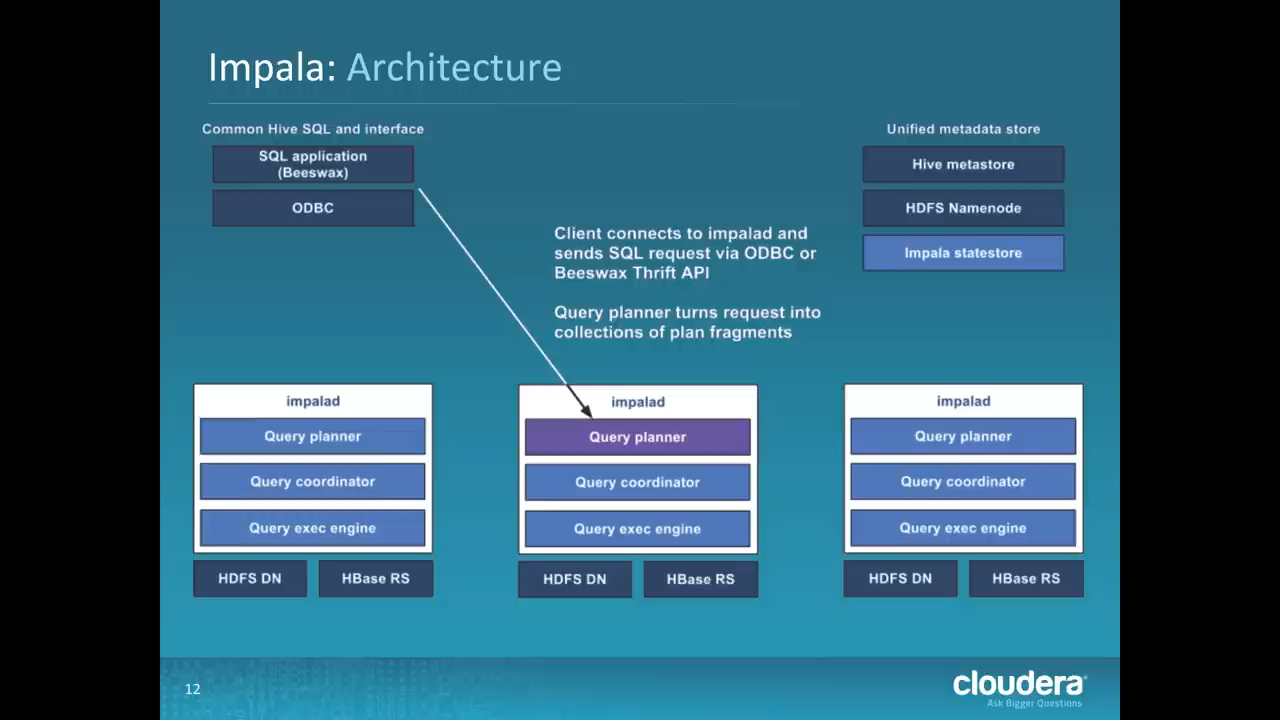 Impala: Architecture
Common Hive SQL and interface
SQL application
(Beeswax)
ODBC
Unified metadata store
Hive metastore
HDFS Namenode
Impala statestore
Client connects to impalad and
sends SQL request via ODBC or
Beeswax Thrift API
Query planner turns request into
collections of plan fragments
impalad
Query planner
Query coordinator
Query exec engine
HDFS DN
HBase RS
impalad
Query planner
Query coordinator
Query exec engine
HDFS DN
HBase RS
impalad
Query planner
Query coordinator
Query exec engine
HDFS DN
HBase RS
12
cloudera
Ask Bigger Questions